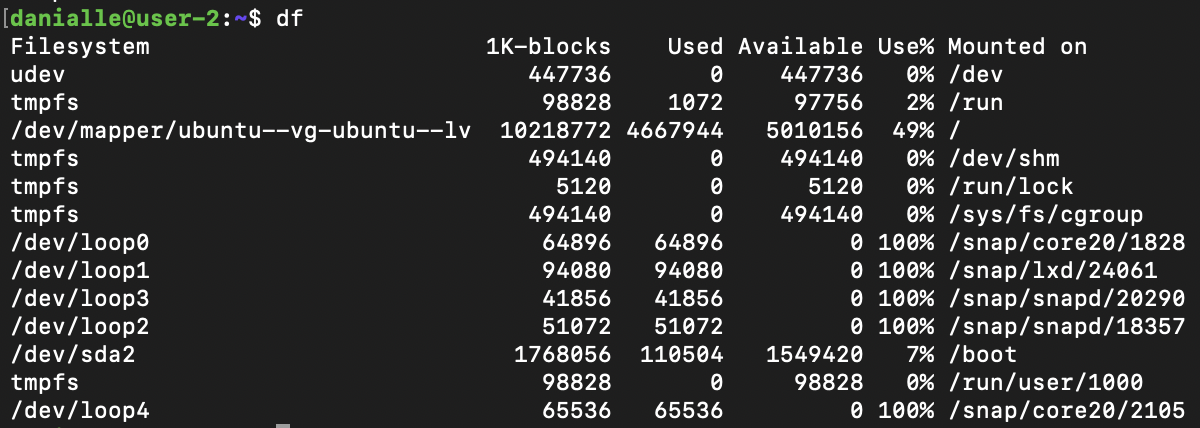 [danialle@user-2:~$ df
Filesystem 1K-blocks Used Available Use% Mounted on
udev 447736 0 447736 0% /dev
tmpfs 98828 1072 97756 2% /run
/dev/mapper/ubuntu--vg-ubuntu--lv 10218772 4667944 5010156 49% /
tmpfs 494140 0 494140 0% /dev/shm
tmpfs 5120 0 5120 0% /run/lock
tmpfs 494140 0 494140 0% /sys/fs/cgroup
/dev/loop0 64896 64896 0 100% /snap/core20/1828
/dev/loop1 94080 94080 0 100% /snap/lxd/24061
/dev/loop3 41856 41856 0 100% /snap/snapd/20290
/dev/loop2 51072 51072 0 100% /snap/snapd/18357
/dev/sda2 1768056 110504 1549420 7% /boot
tmpfs 98828 0 98828 0% /run/user/1000
/dev/loop4 65536 65536 0 100% /snap/core20/2105